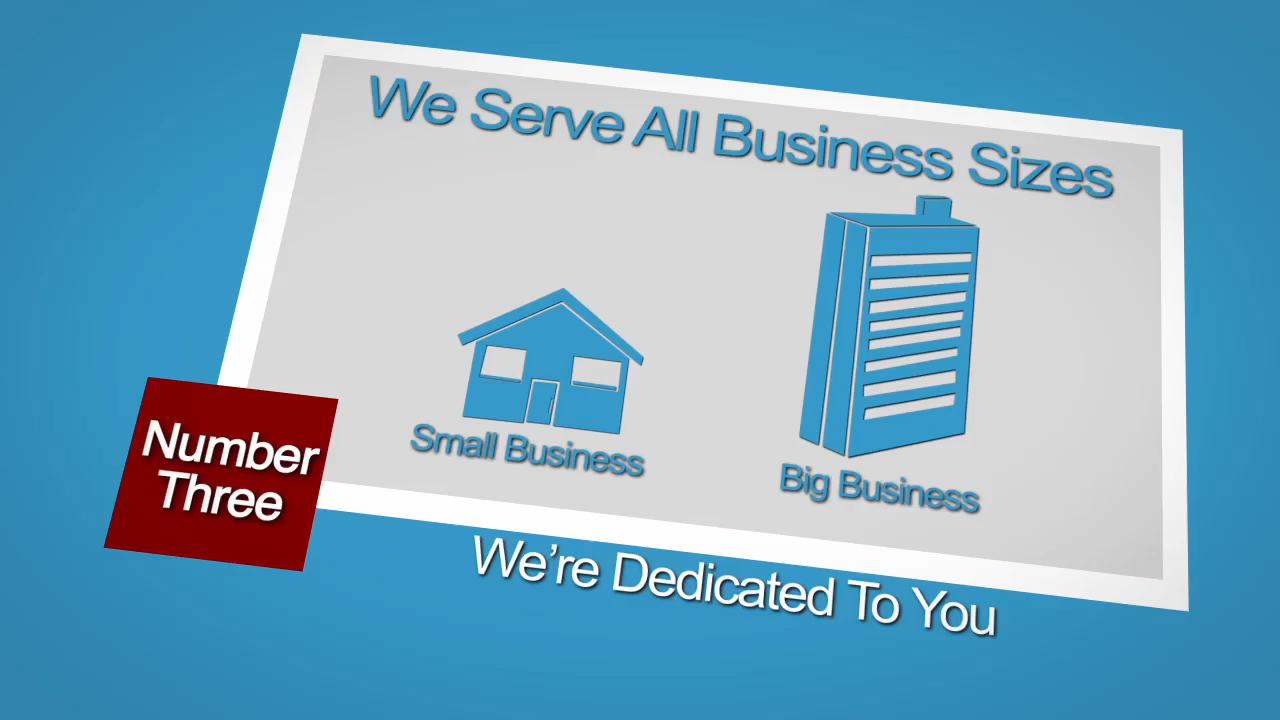 We Serve All Business Sizes
Small Business
Big Business
Number
Three
We’re Dedicated To You